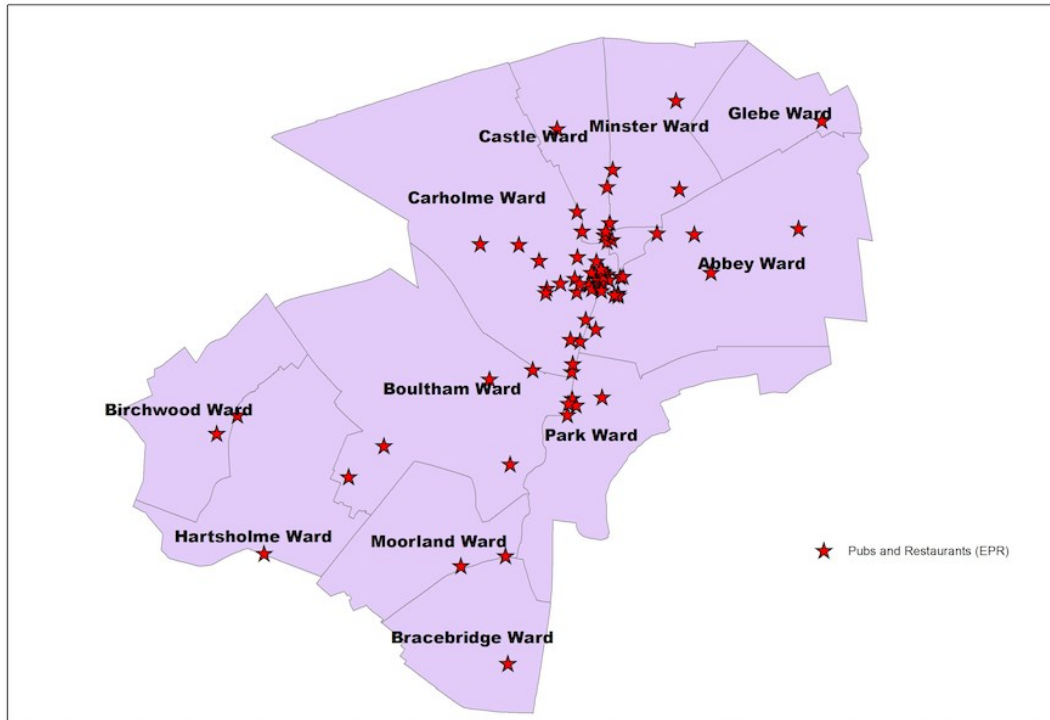 Glebe Ward
Minster Ward
Castle Ward
Carholme Ward
Abbey Ward
Boultham Ward
Birchwood Ward
Park Ward
Hartsholme Ward
Moorland Ward
Pubs and Restaurants (EPR)
Bracebridge Ward